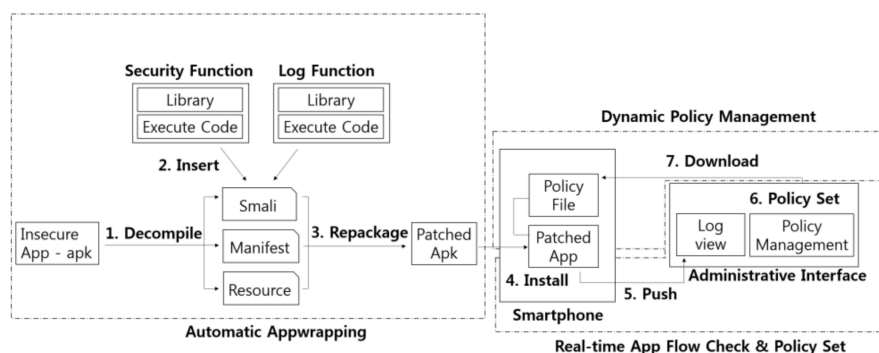 Security Function
Log Function
Library
Execute Code
Library
Execute Code
2. Insert
Insecure
App - apk
1. Decompile
Smali
Manifest
Resource
3. Repackage
Patched
Apk
Automatic Appwrapping
Dynamic Policy Management
7. Download
Policy
File
Patched
App
4. Install
Smartphone
5. Push
6. Policy Set
Log
view
Policy
Management
Administrative Interface
Real-time App Flow Check & Policy Set